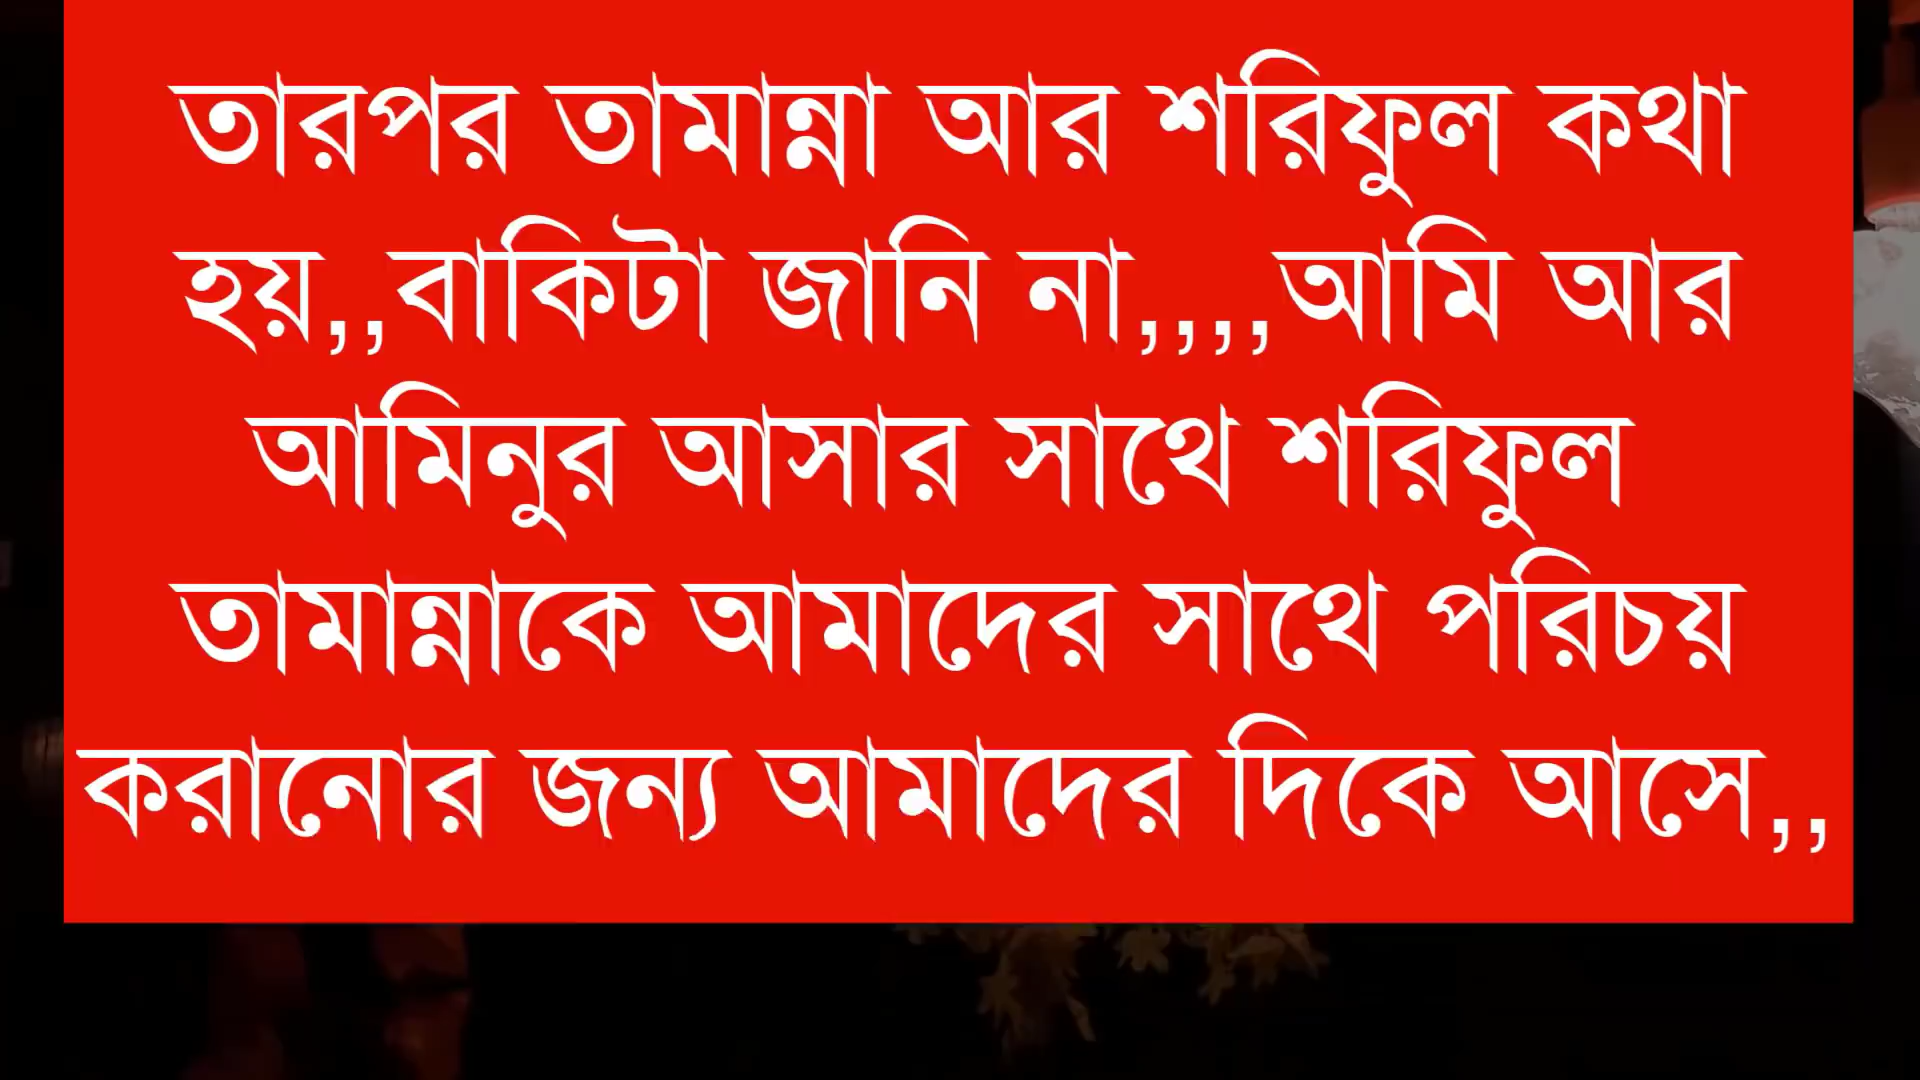 তারপর তামান্না আর শরিফুল কথা
হয়,,বাকিটা জানি না,,,,আমি আর
আমিনুর আসার সাথে শরিফুল
তামান্নাকে আমাদের সাথে পরিচয়
করানোর জন্য আমাদের দিকে আসে,,